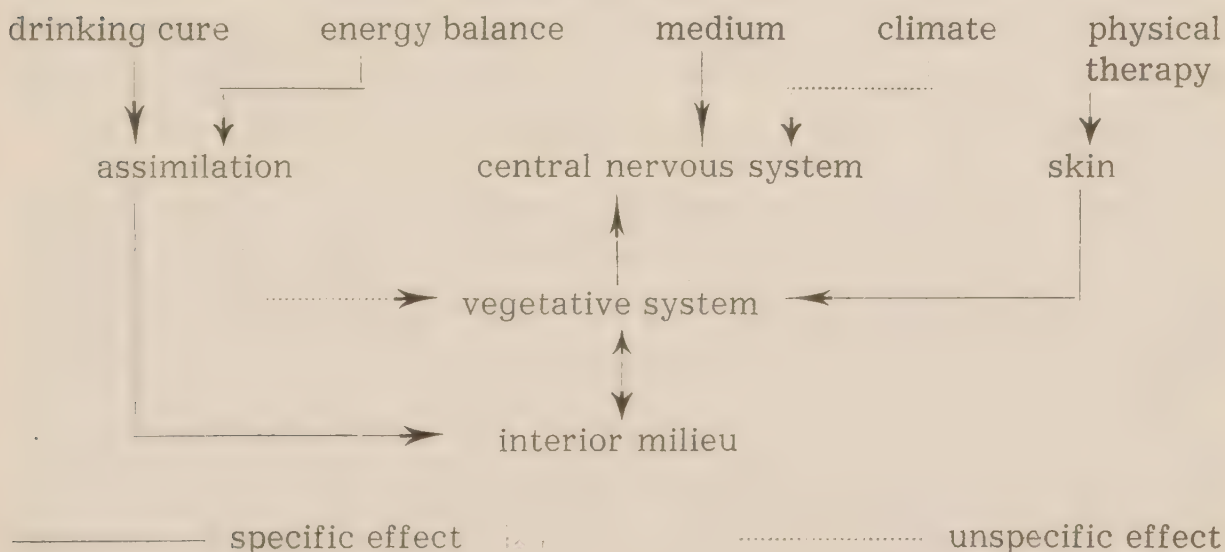 drinking cure energy balance medium climate physical
therapy
assimilation central nervous system skin
vegetative system
interior milieu
specific effect unspecific effect